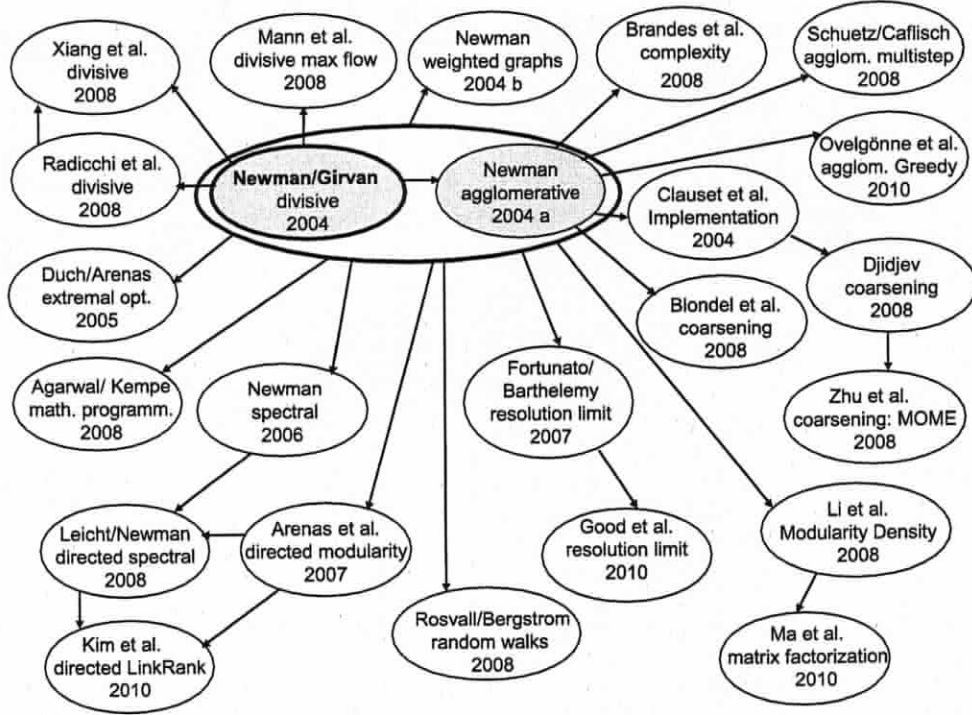 Xiang et al.
divisive
2008
Mann et al.
divisive max flow
2008
Newman
weighted graphs
2004 b
Brandes et al.
complexity
2008
Schuetz/Caflisch
agglom. multistep
2008
Radicchi et al.
divisive
2008
Newman/Girvan
divisive
2004
Newman
agglomerative
2004 a
Clauset et al.
Implementation
2004
Ovelgönne et al.
agglom. Greedy
2010
Duch/Arenas
extremal opt.
2005
Blondel et al.
coarsening
2008
Djidjev
coarsening
2008
Agarwal/ Kempe
math. programm.
2008
Newman
spectral
2006
Fortunato/
Barthelemy
resolution limit
2007
Zhu et al.
coarsening: MOME
2008
Leicht/Newman
directed spectral
2008
Arenas et al.
directed modularity
2007
Good et al.
resolution limit
2010
Li et al.
Modularity Density
2008
Kim et al.
directed LinkRank
2010
Rosvall/Bergstrom
random walks
2008
Ma et al.
matrix factorization
2010